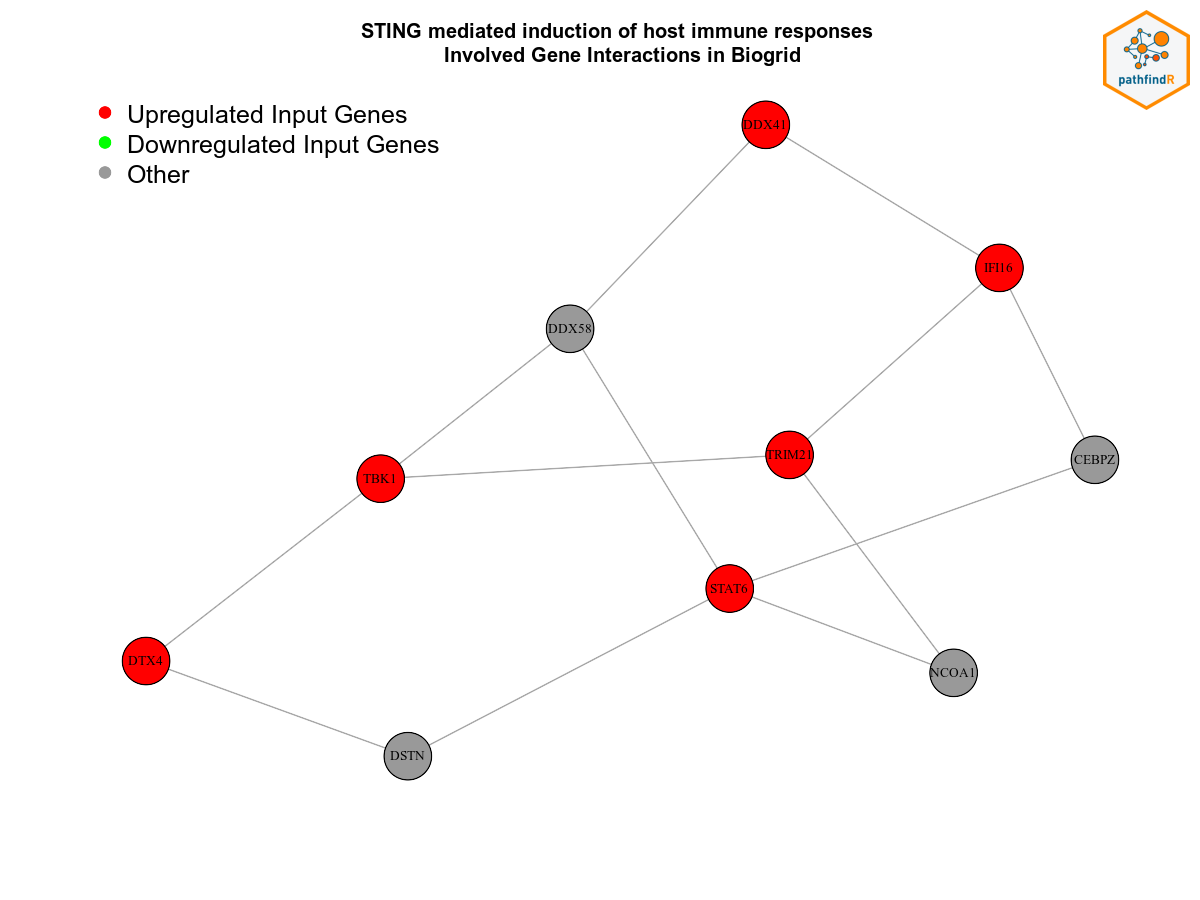 STING mediated induction of host immune responses
Involved Gene Interactions in Biogrid
pathfindR
Upregulated Input Genes
Downregulated Input Genes
Other
DDX41
IFI16
DDX58
TRIM21
CEBPZ
TBK1
STAT6
DTX4
NCOA1
DSTN